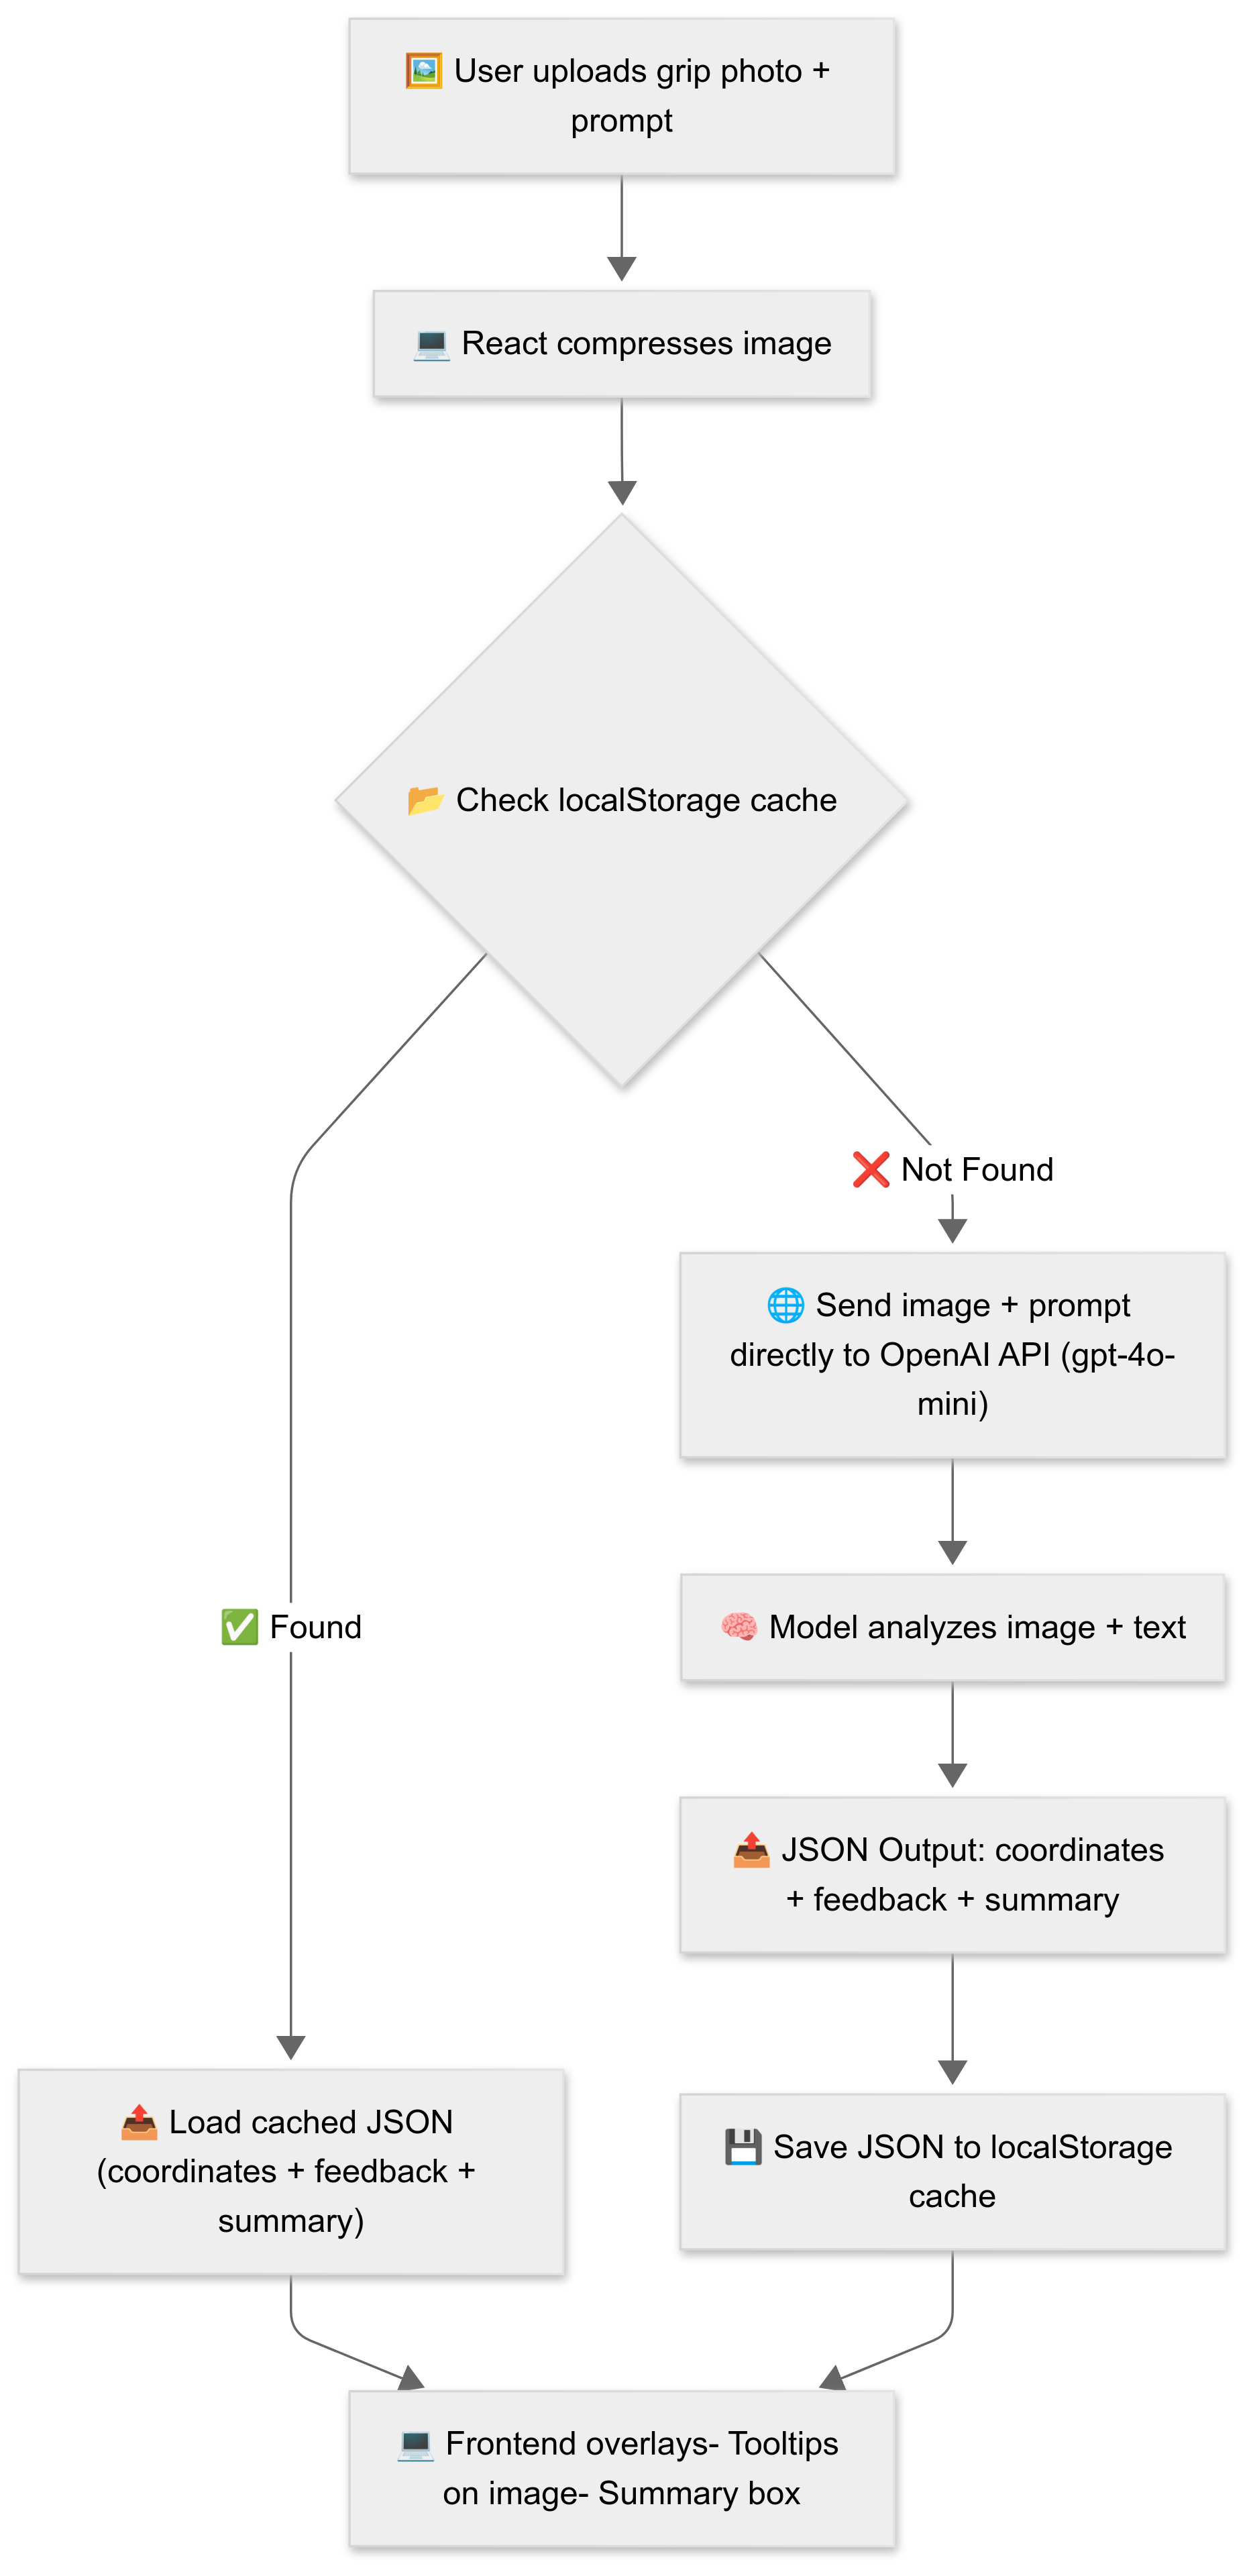 🖼️ User uploads grip photo +
prompt
💻 React compresses image
📂 Check localStorage cache
❌ Not Found
🌐 Send image + prompt
directly to OpenAI API (gpt-4o-
mini)
✅ Found
🧠 Model analyzes image + text
📤 JSON Output: coordinates
+ feedback + summary
📤 Load cached JSON
(coordinates + feedback +
summary)
💾 Save JSON to localStorage
cache
💻 Frontend overlays- Tooltips
on image- Summary box